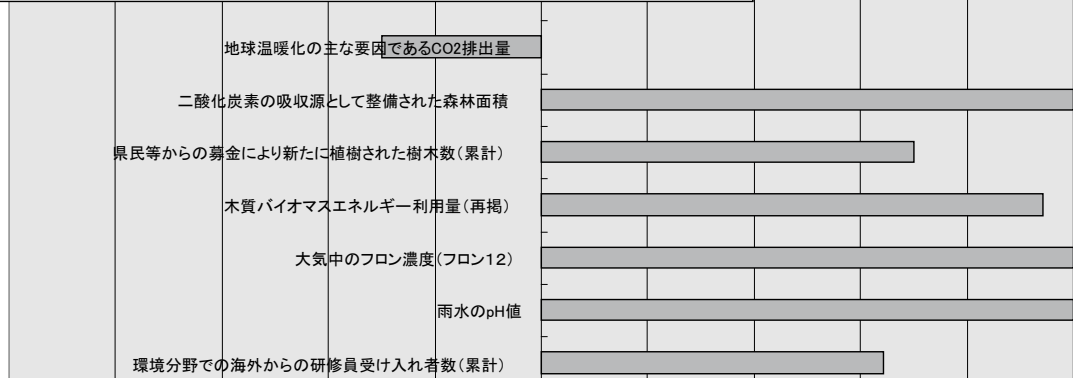 地球温暖化の主な要因であるCO2排出量
二酸化炭素の吸収源として整備された森林面積
県民等からの募金により新たに植樹された樹木数(累計)
木質バイオマスエネルギー利用量(再掲)
大気中のフロン濃度(フロン12)
雨水のpH値
環境分野での海外からの研修員受け入れ者数(累計)